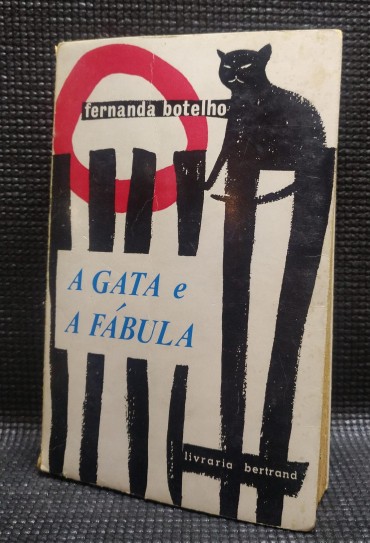 fernanda botelho
A GATA e
A FÁBULA
livraria bertrand